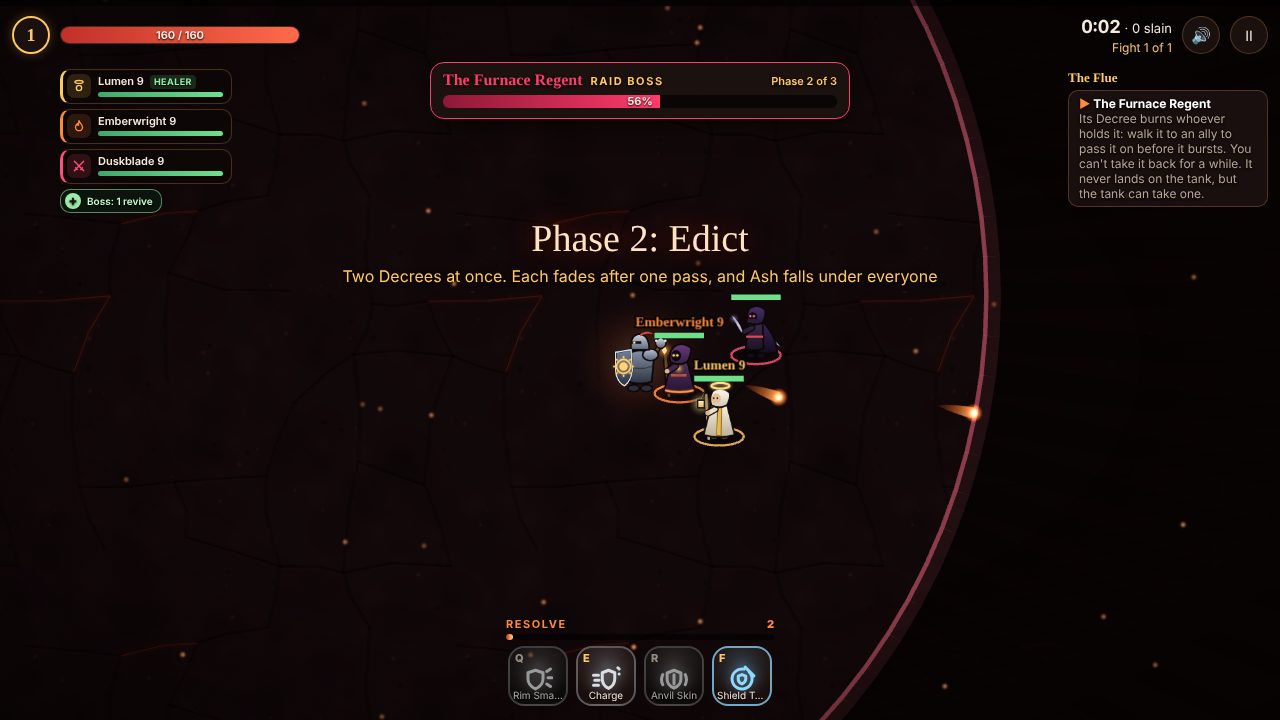 1
160 / 160
Lumen 9 HEALER
Emberwright 9
Duskblade 9
Boss: 1 revive
The Furnace Regent RAID BOSS Phase 2 of 3
56%
0:02 · 0 slain
Fight 1 of 1
The Flue
▶ The Furnace Regent
Its Decree burns whoever
holds it: walk it to an ally to
pass it on before it bursts. You
can't take it back for a while. It
never lands on the tank, but
the tank can take one.
Phase 2: Edict
Two Decrees at once. Each fades after one pass, and Ash falls under everyone
Emberwright 9
Lumen 9
RESOLVE 2
Q E R F
Rim Sma... Charge Anvil Skin Shield T...